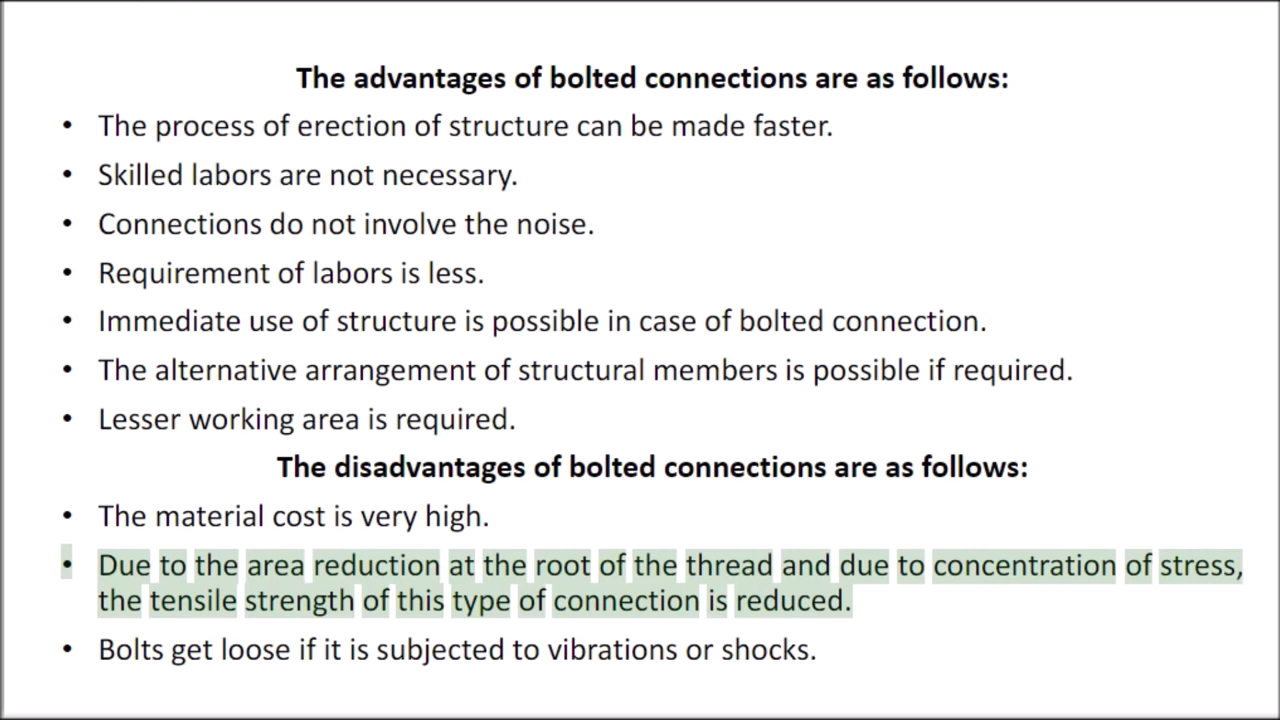 The advantages of bolted connections are as follows:
• The process of erection of structure can be made faster.
• Skilled labors are not necessary.
• Connections do not involve the noise.
• Requirement of labors is less.
• Immediate use of structure is possible in case of bolted connection.
• The alternative arrangement of structural members is possible if required.
• Lesser working area is required.
The disadvantages of bolted connections are as follows:
• The material cost is very high.
• Due to the area reduction at the root of the thread and due to concentration of stress,
the tensile strength of this type of connection is reduced.
• Bolts get loose if it is subjected to vibrations or shocks.